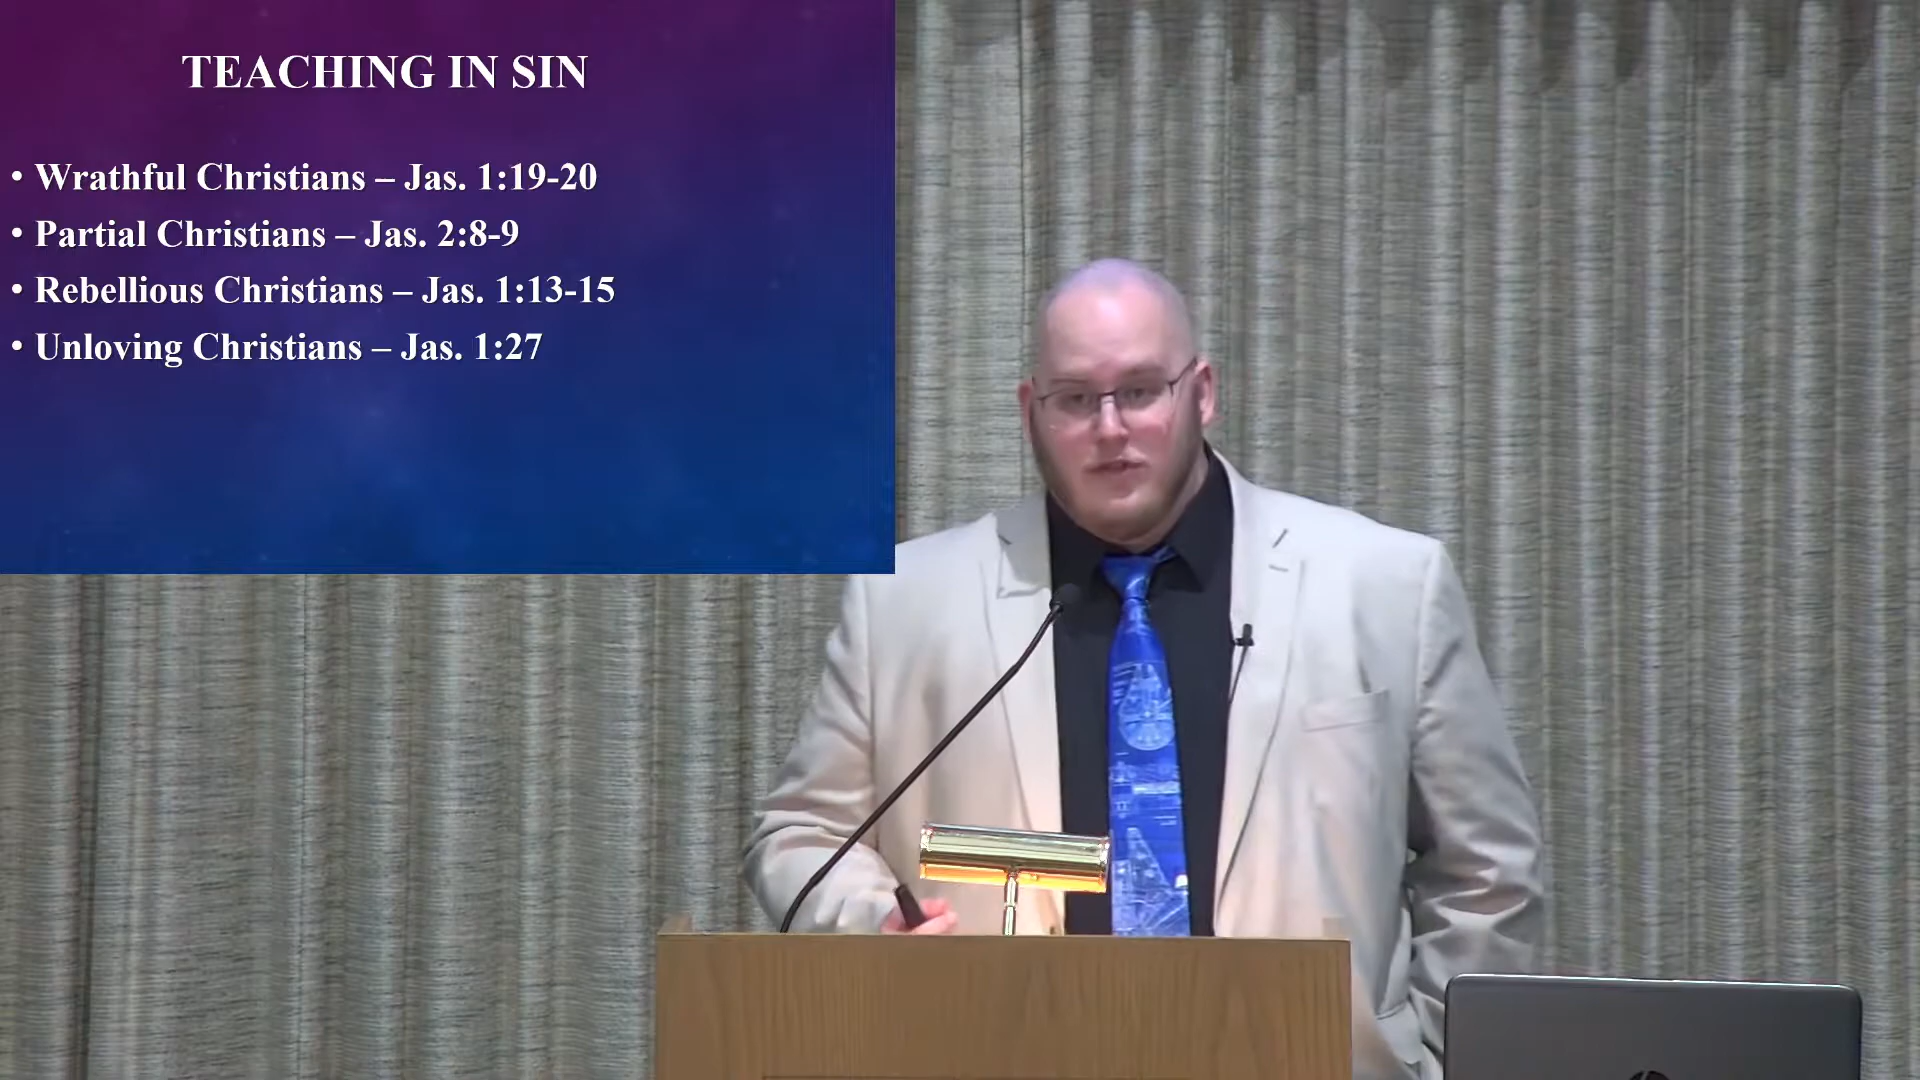 TEACHING IN SIN
• Wrathful Christians – Jas. 1:19-20
• Partial Christians – Jas. 2:8-9
• Rebellious Christians – Jas. 1:13-15
• Unloving Christians – Jas. 1:27